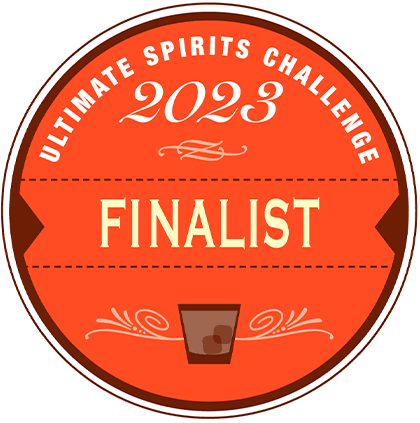 ULTIMATE SPIRITS CHALLENGE
2023
FINALIST